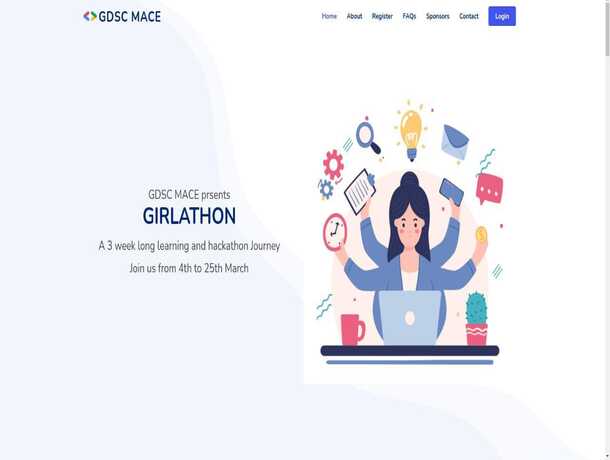 GDSC MACE
Home About Register FAQs Sponsors Contact Login
GDSC MACE prsents
GIRLATHON
A 3 week long learning and hackathon Journey
Join us from 4th to 25th March